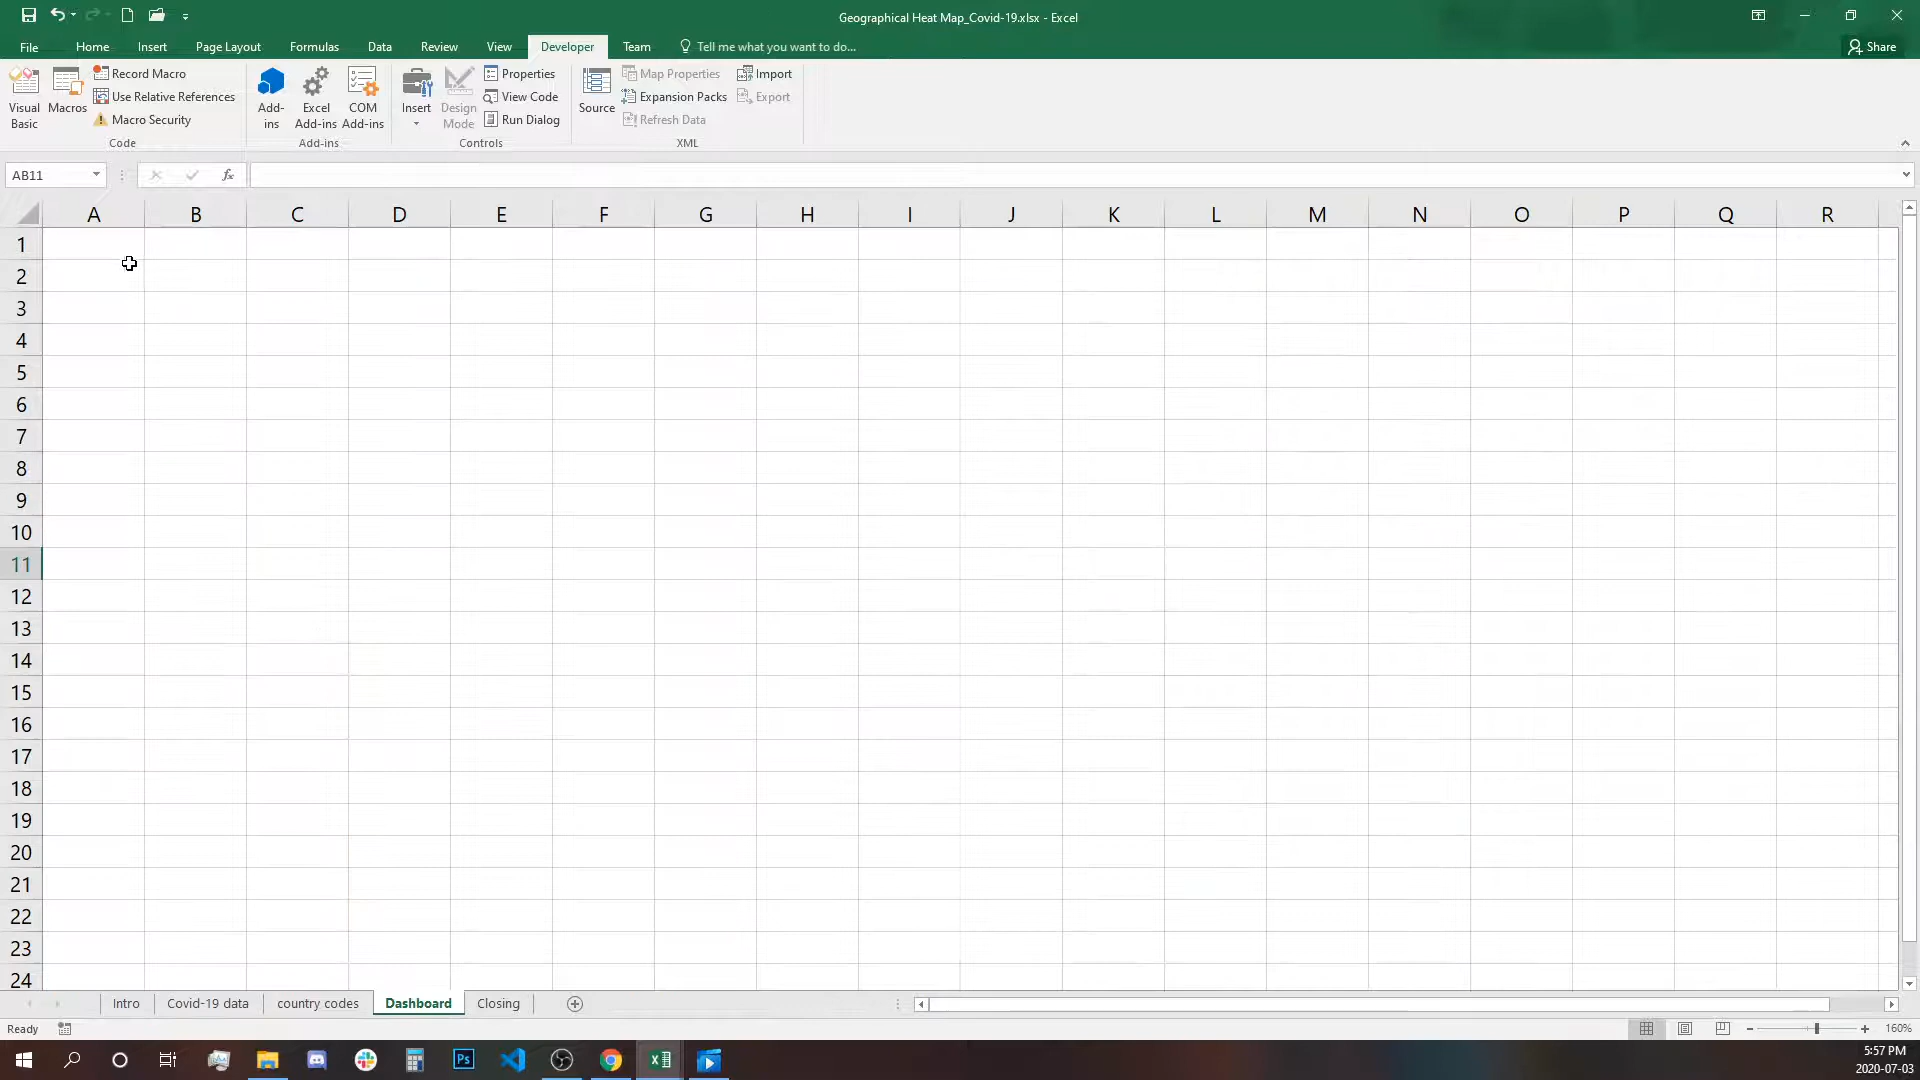 Geographical Heat Map_Covid-19.xlsx - Excel
File Home Insert Page Layout Formulas Data Review View Developer Team Tell me what you want to do... Share
Visual Basic
Macros
Record Macro
Use Relative References
Macro Security
Code
Add-ins
Excel Add-ins
COM Add-ins
Add-ins
Insert
Design Mode
Properties
View Code
Run Dialog
Controls
Source
Map Properties
Expansion Packs
Refresh Data
Import
Export
XML
AB11
fx
A B C D E F G H I J K L M N O P Q R
1
2
3
4
5
6
7
8
9
10
11
12
13
14
15
16
17
18
19
20
21
22
23
24
Intro Covid-19 data country codes Dashboard Closing
Ready
160%
Ps
5:57 PM
2020-07-03